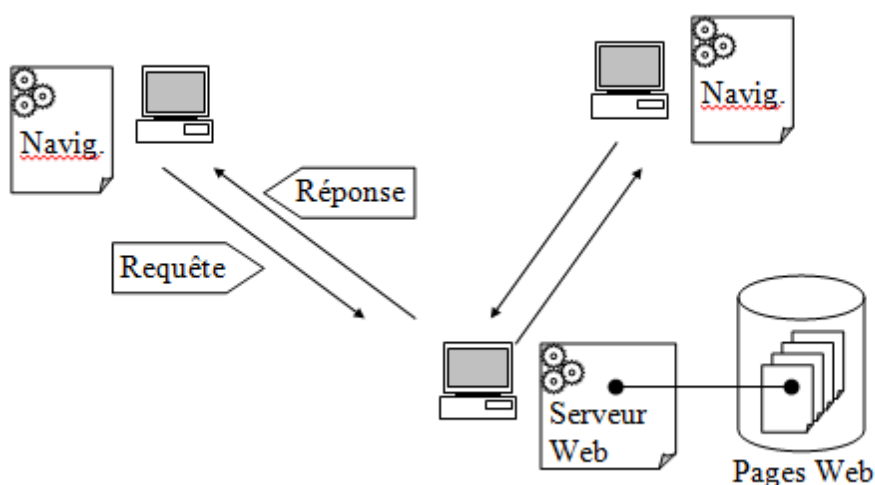 Navig.
Navig.
Réponse
Requête
Serveur
Web
Pages Web